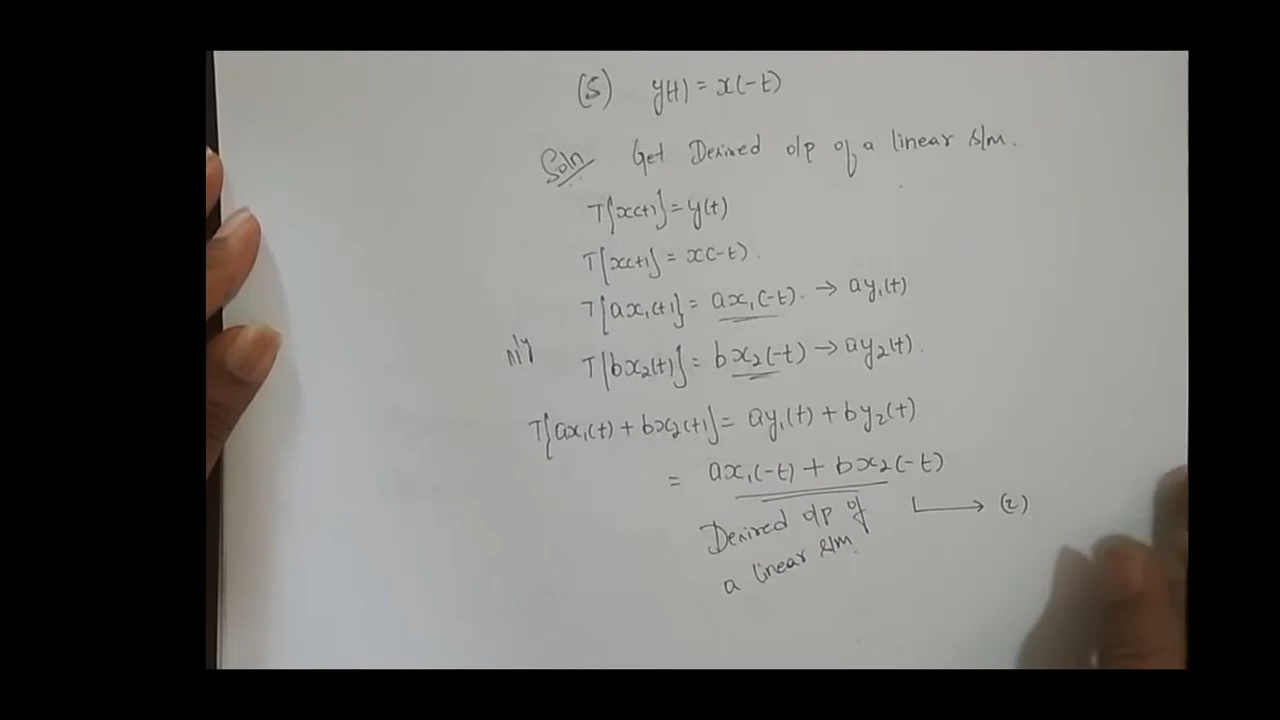 (5) y(t) = x(-t)
Soln Get Desired o/p of a linear s/m.
T{x(t)} = y(t)
T{x(t)} = x(-t).
T{ax₁(t)} = ax₁(-t). → ay₁(t)
T{bx₂(t)} = bx₂(-t) → ay₂(t).
T{ax₁(t) + bx₂(t)} = ay₁(t) + by₂(t)
= ax₁(-t) + bx₂(-t)
Desired o/p of → (2)
a linear s/m.